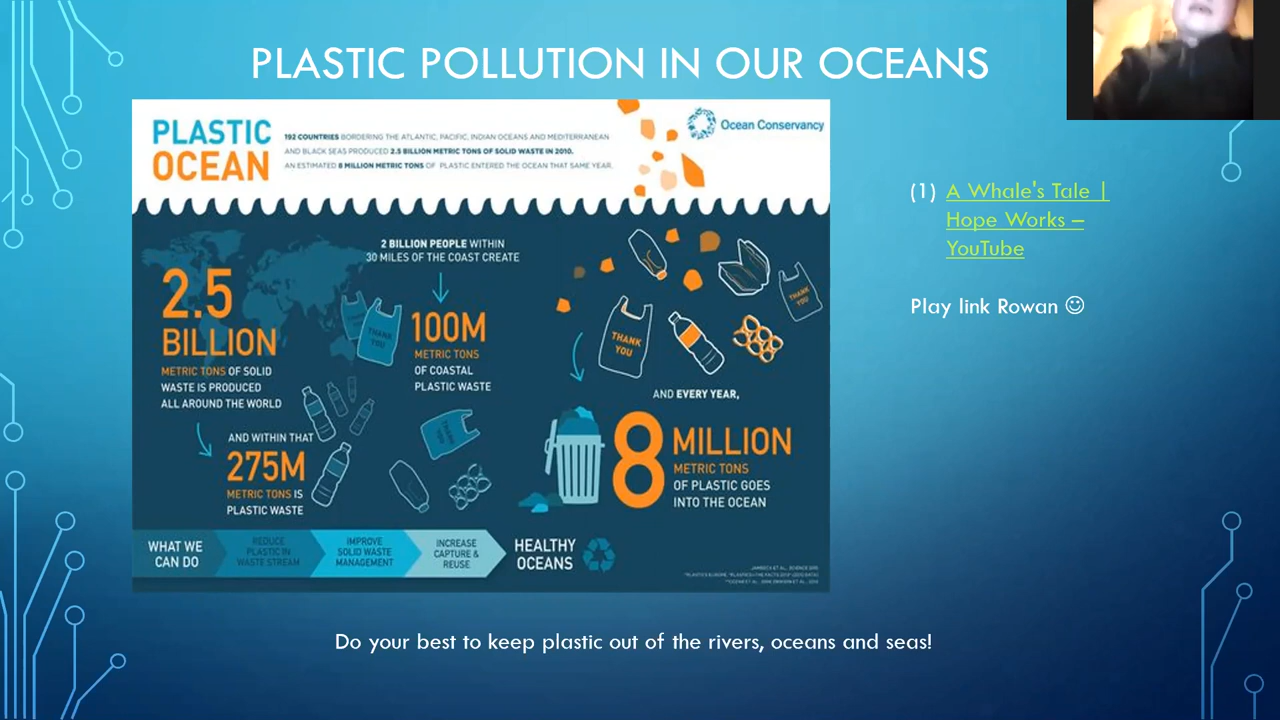 PLASTIC POLLUTION IN OUR OCEANS
PLASTIC
OCEAN
192 COUNTRIES BORDERING THE ATLANTIC, PACIFIC, INDIAN OCEANS AND MEDITERRANEAN
AND BLACK SEAS PRODUCED 2.5 BILLION METRIC TONS OF SOLID WASTE IN 2010.
AN ESTIMATED 8 MILLION METRIC TONS OF PLASTIC ENTERED THE OCEAN THAT SAME YEAR.
Ocean Conservancy
2.5
BILLION
METRIC TONS OF SOLID
WASTE IS PRODUCED
ALL AROUND THE WORLD
AND WITHIN THAT
275M
METRIC TONS IS
PLASTIC WASTE
2 BILLION PEOPLE WITHIN
30 MILES OF THE COAST CREATE
100M
METRIC TONS
OF COASTAL
PLASTIC WASTE
THANK
YOU
THANK
YOU
THANK
YOU
AND EVERY YEAR,
8 MILLION
METRIC TONS
OF PLASTIC GOES
INTO THE OCEAN
WHAT WE
CAN DO
REDUCE
PLASTIC IN
WASTE STREAM
IMPROVE
SOLID WASTE
MANAGEMENT
INCREASE
CAPTURE &
REUSE
HEALTHY
OCEANS
(1) A Whale's Tale |
Hope Works –
YouTube
Play link Rowan ☺
Do your best to keep plastic out of the rivers, oceans and seas!